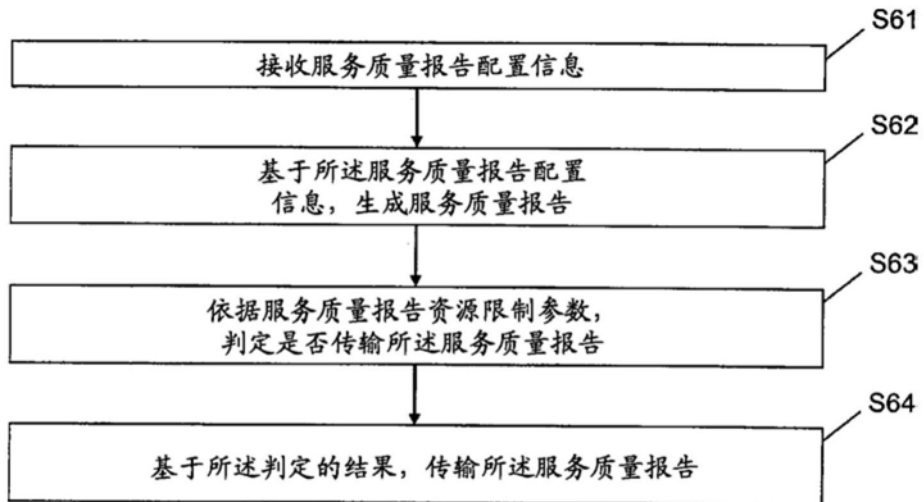 S61
接收服务质量报告配置信息
S62
基于所述服务质量报告配置
信息，生成服务质量报告
S63
依据服务质量报告资源限制参数，
判定是否传输所述服务质量报告
S64
基于所述判定的结果，传输所述服务质量报告